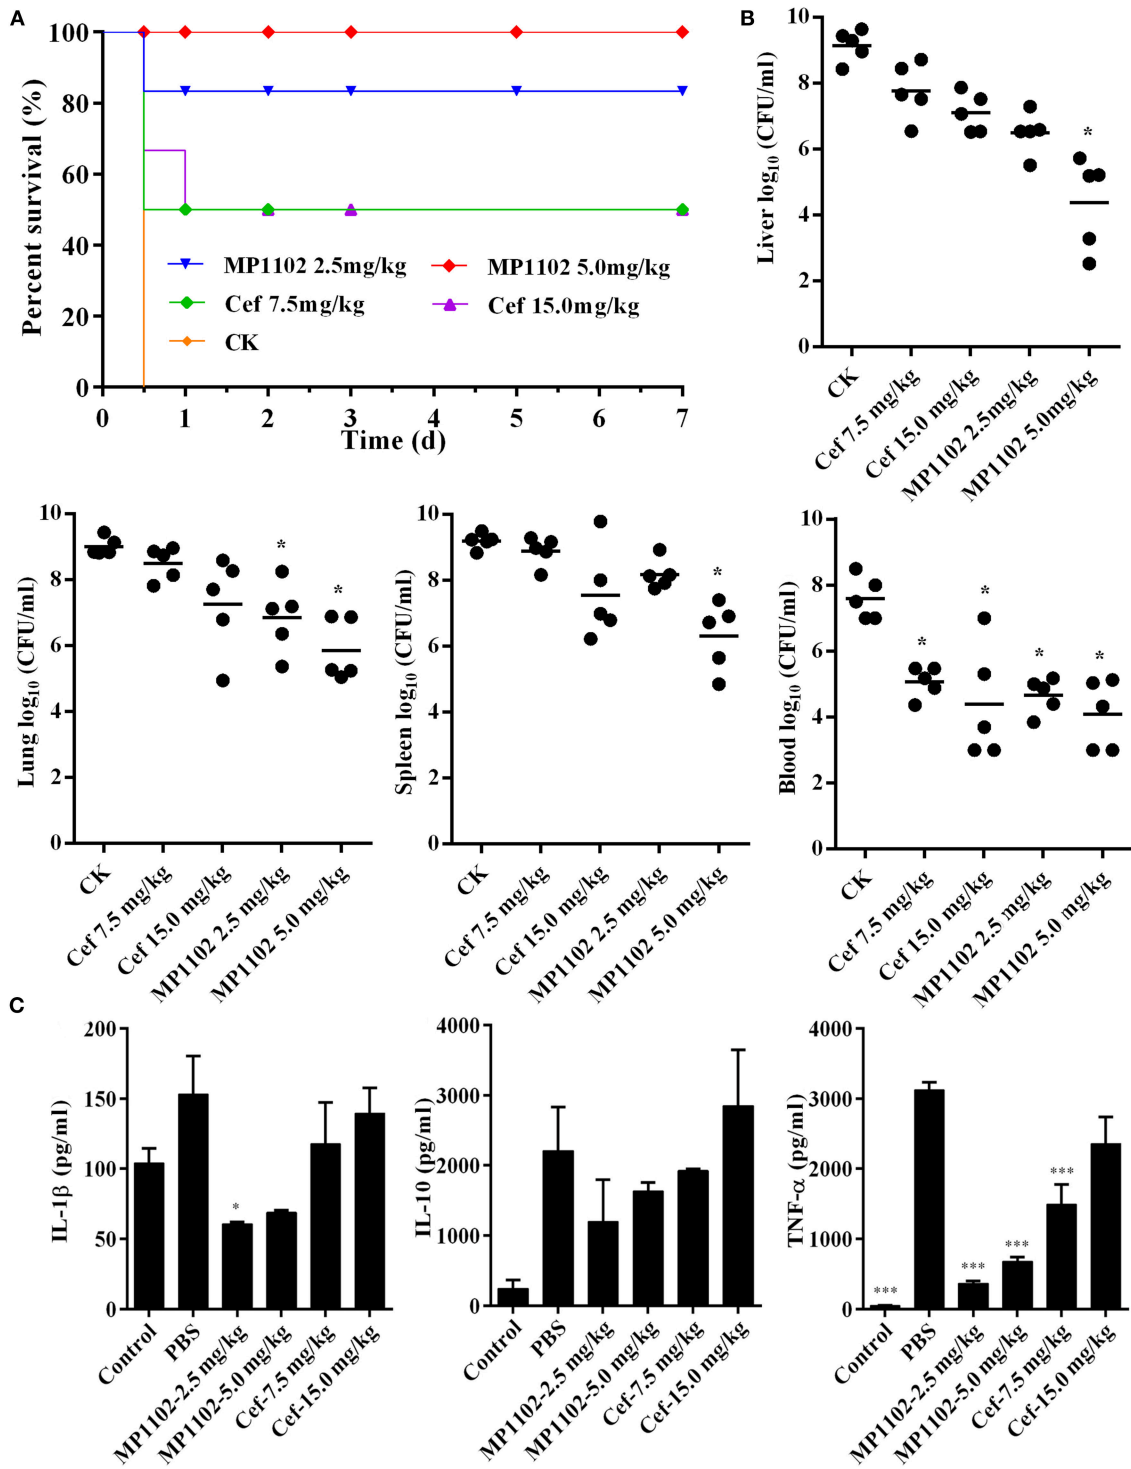 A
100
80
60
40
20
0
Percent survival (%)
0 1 2 3 4 5 6 7
Time (d)
MP1102 2.5mg/kg
MP1102 5.0mg/kg
Cef 7.5mg/kg
Cef 15.0mg/kg
CK
B
10
8
6
4
2
0
Liver log10 (CFU/ml)
*
CK
Cef 7.5 mg/kg
Cef 15.0 mg/kg
MP1102 2.5mg/kg
MP1102 5.0mg/kg
10
8
6
4
2
0
Lung log10 (CFU/ml)
*
*
CK
Cef 7.5 mg/kg
Cef 15.0 mg/kg
MP1102 2.5 mg/kg
MP1102 5.0 mg/kg
10
8
6
4
2
0
Spleen log10 (CFU/ml)
*
CK
Cef 7.5 mg/kg
Cef 15.0 mg/kg
MP1102 2.5 mg/kg
MP1102 5.0 mg/kg
10
8
6
4
2
0
Blood log10 (CFU/ml)
*
*
*
*
CK
Cef 7.5 mg/kg
Cef 15.0 mg/kg
MP1102 2.5 mg/kg
MP1102 5.0 mg/kg
C
200
150
100
50
0
IL-1β (pg/ml)
*
Control
PBS
MP1102-2.5 mg/kg
MP1102-5.0 mg/kg
Cef-7.5 mg/kg
Cef-15.0 mg/kg
4000
3000
2000
1000
0
IL-10 (pg/ml)
Control
PBS
MP1102-2.5 mg/kg
MP1102-5.0 mg/kg
Cef-7.5 mg/kg
Cef-15.0 mg/kg
4000
3000
2000
1000
0
TNF-α (pg/ml)
***
***
***
***
Control
PBS
MP1102-2.5 mg/kg
MP1102-5.0 mg/kg
Cef-7.5 mg/kg
Cef-15.0 mg/kg